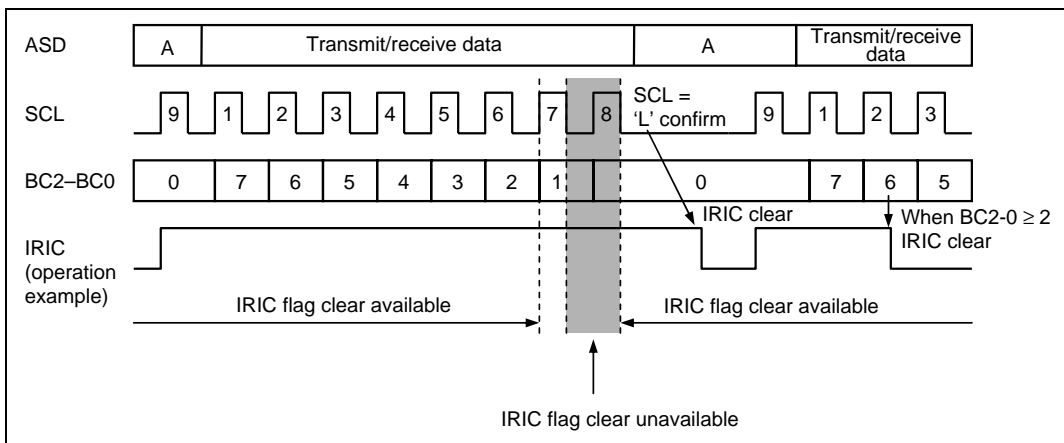 ASD A Transmit/receive data A Transmit/receive data
SCL 9 1 2 3 4 5 6 7 8 SCL = 'L' confirm 9 1 2 3
BC2–BC0 0 7 6 5 4 3 2 1 0 7 6 5
IRIC (operation example)
IRIC clear
When BC2-0 ≥ 2 IRIC clear
IRIC flag clear available
IRIC flag clear available
IRIC flag clear unavailable